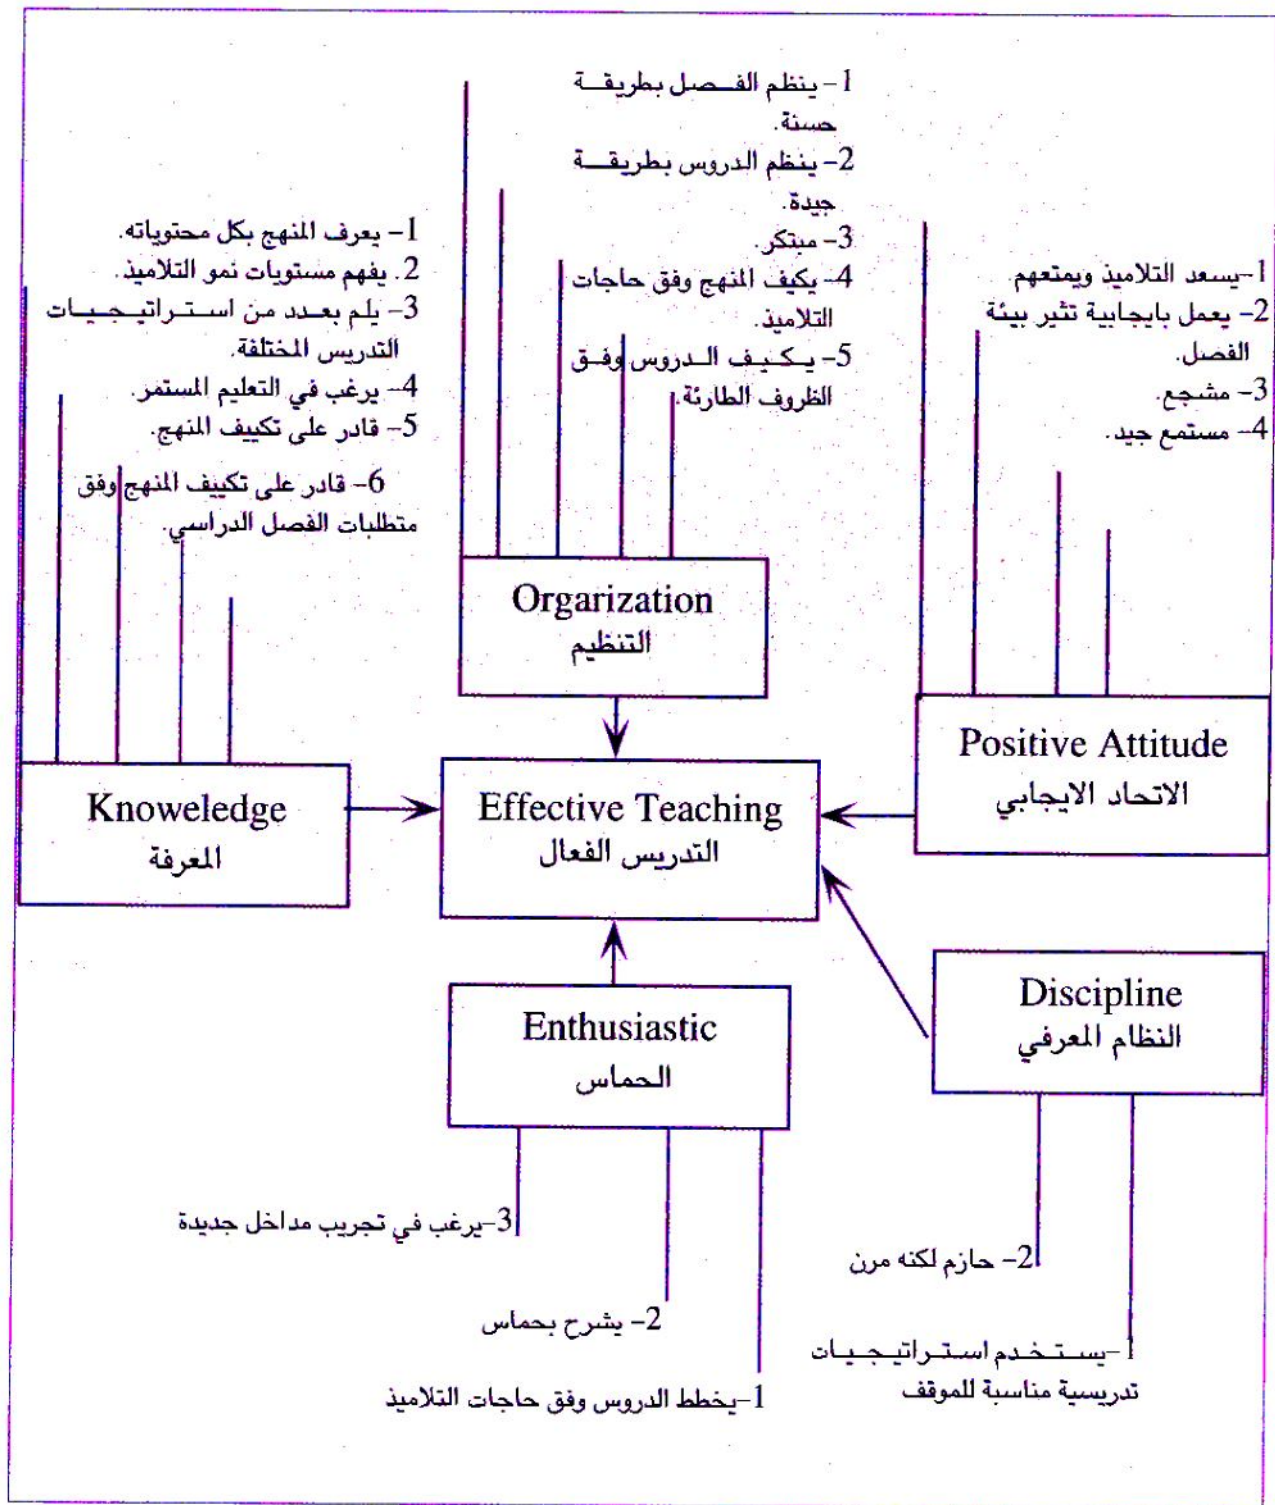 1- ينظم الفصل بطريقة
حسنة.
2- ينظم الدروس بطريقة
جيدة.
3- مبتكر.
4- يكيف المنهج وفق حاجات
التلاميذ.
5- يكيف الدروس وفق
الظروف الطارئة.
1- يعرف المنهج بكل محتوياته.
2. يفهم مستويات نمو التلاميذ.
3- يلم بعدد من استراتيجيات
التدريس المختلفة.
4- يرغب في التعليم المستمر.
5- قادر على تكييف المنهج.
6- قادر على تكييف المنهج وفق
متطلبات الفصل الدراسي.
1-يسعد التلاميذ ويمتعهم.
2- يعمل بايجابية تثير بيئة
الفصل.
3- مشجع.
4- مستمع جيد.
Orgarization
التنظيم
Positive Attitude
الاتحاد الايجابي
Knoweledge
المعرفة
Effective Teaching
التدريس الفعال
Enthusiastic
الحماس
Discipline
النظام المعرفي
3-يرغب في تجريب مداخل جديدة
2- يشرح بحماس
1-يخطط الدروس وفق حاجات التلاميذ
2- حازم لكنه مرن
1-يستخدم استراتيجيات
تدريسية مناسبة للموقف